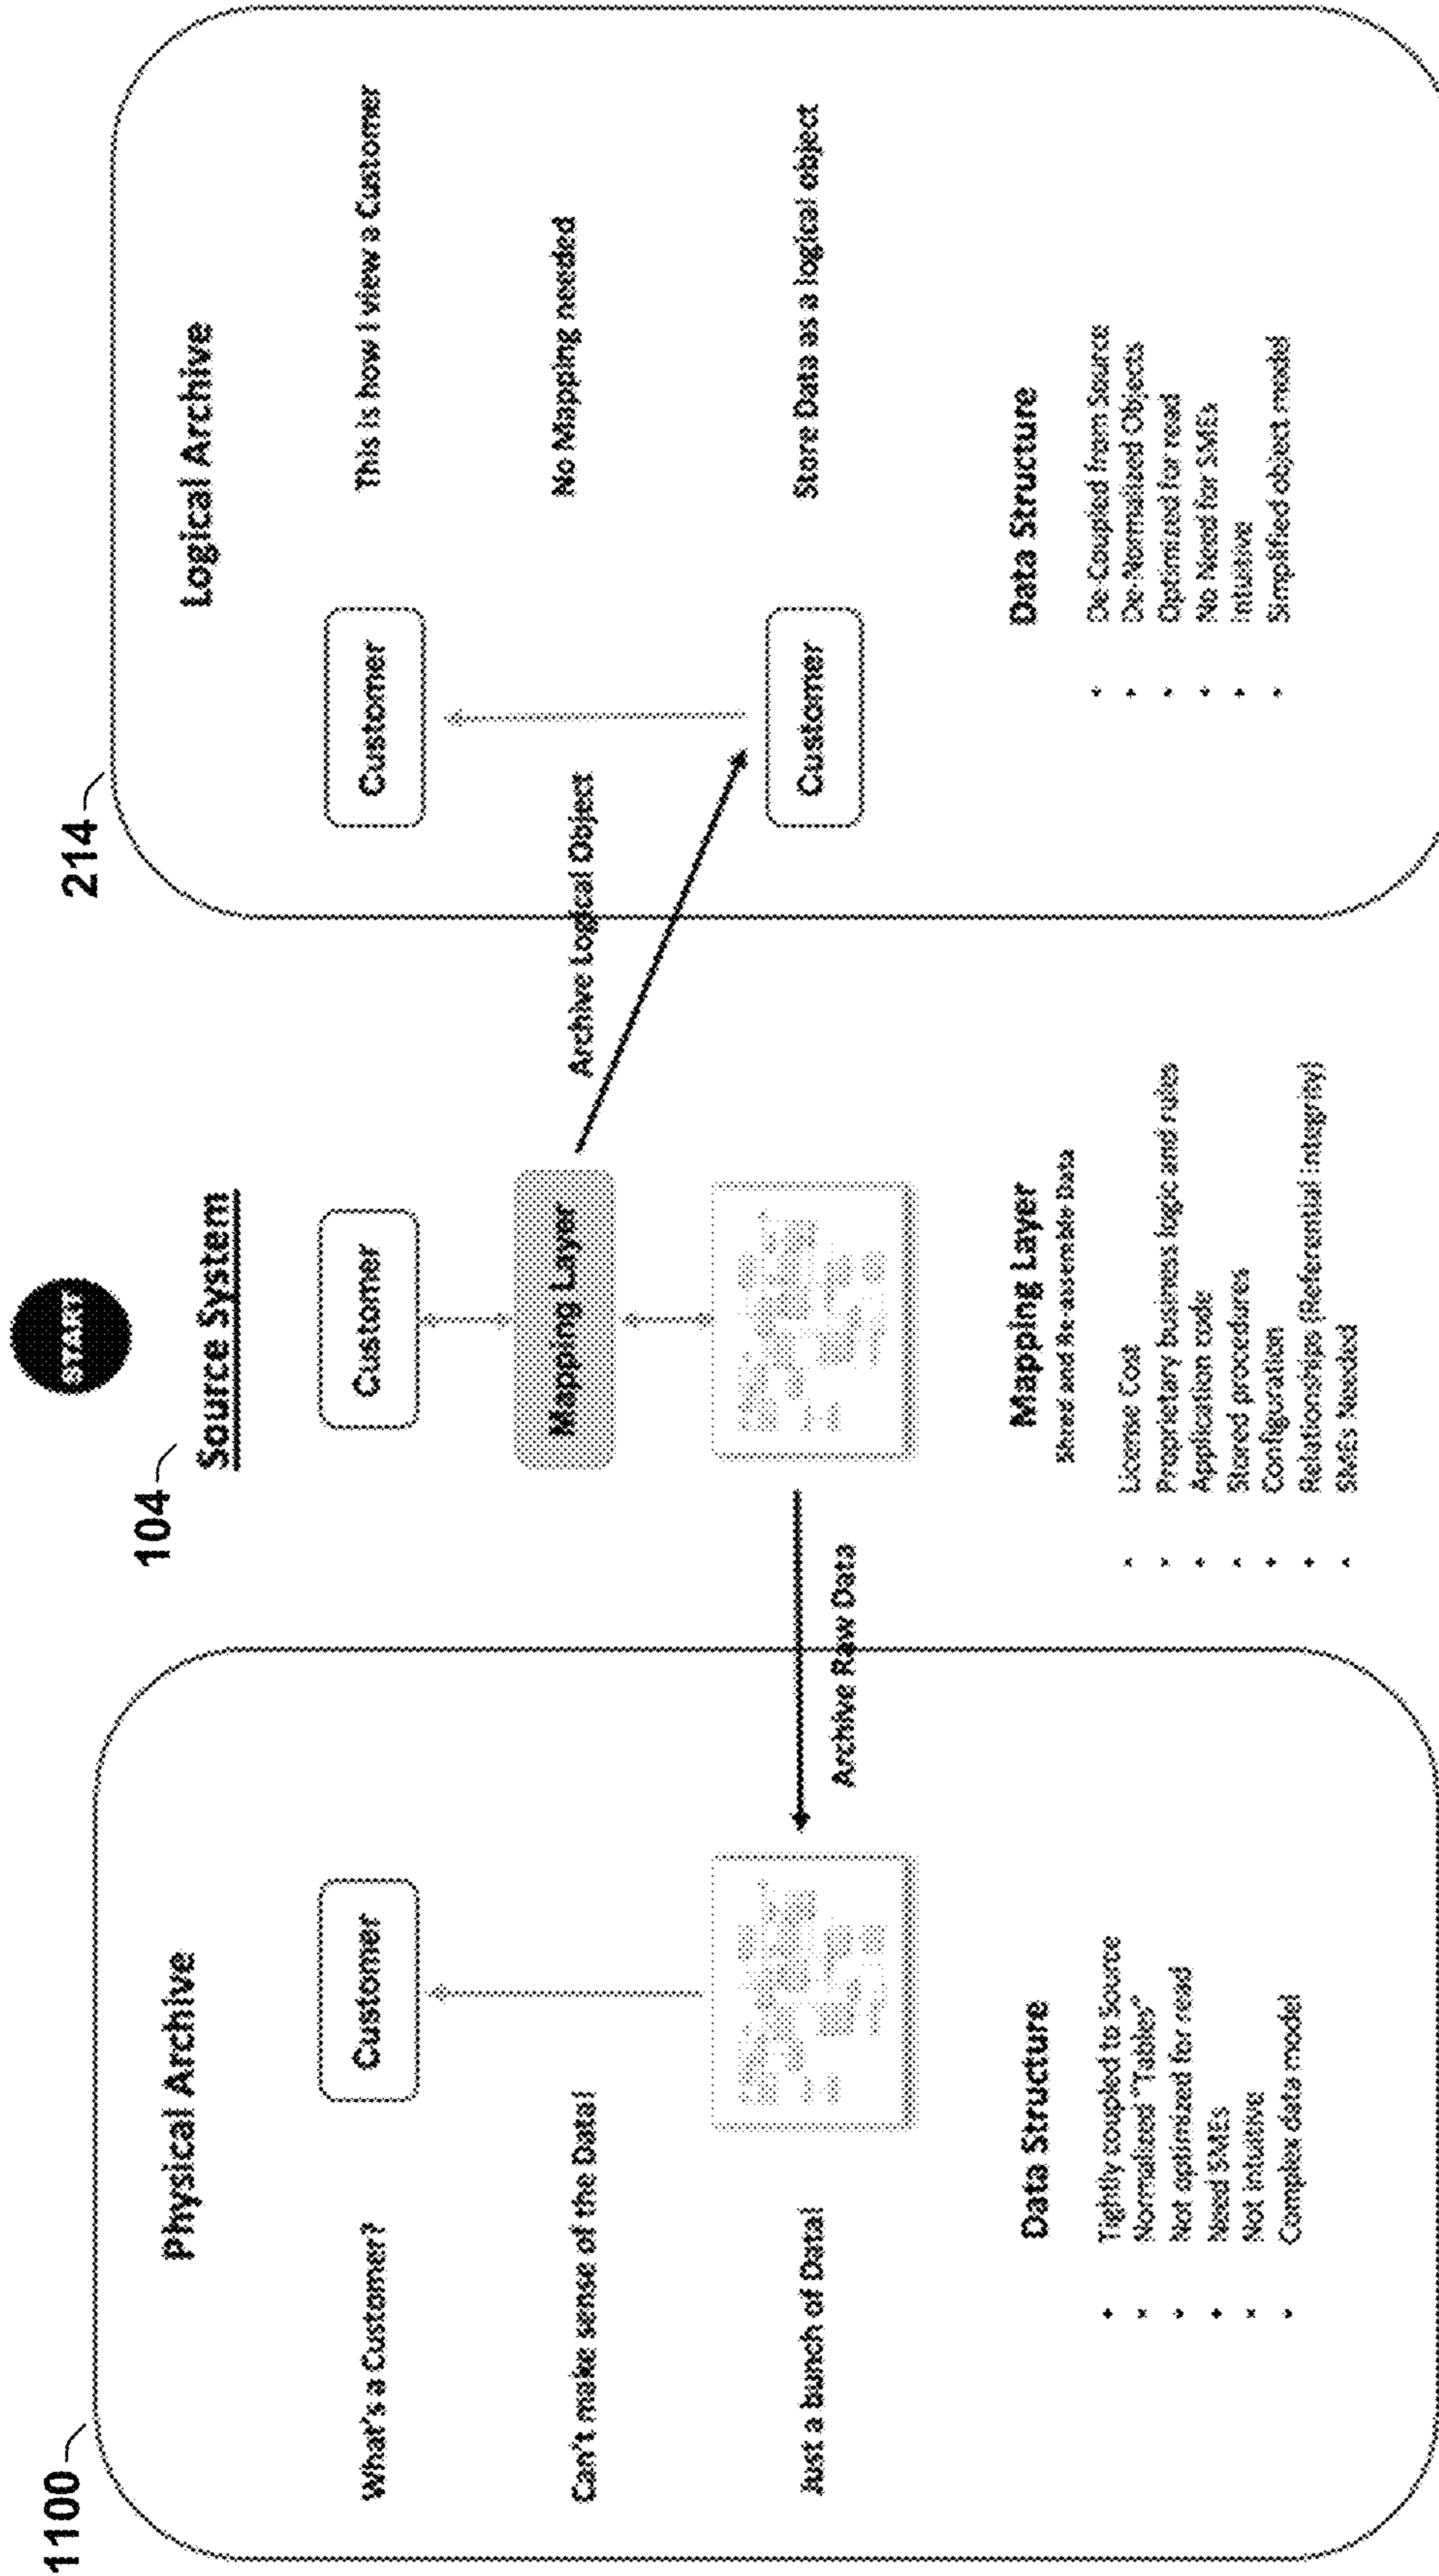 1100
Physical Archive
What's a Customer?
Customer
Can't make sense of the Data!
Just a bunch of Data!
Data Structure
Tightly coupled to Source
Normalized "Tables"
Not optimized for read
Need SMEs
Not intuitive
Complex data model
Archive Raw Data
START
104
Source System
Customer
Mapping Layer
Mapping Layer
Shred and Re-assemble Data
License Cost
Proprietary business logic and rules
Application code
Stored procedures
Configuration
Relationships (Referential integrity)
SMEs Needed
Archive Logical Object
214
Logical Archive
Customer
This is how I view a Customer
No Mapping needed
Customer
Store Data as a logical object
Data Structure
De-Coupled from Source
De-Normalized Objects
Optimized for read
No Need for SMEs
Intuitive
Simplified object model